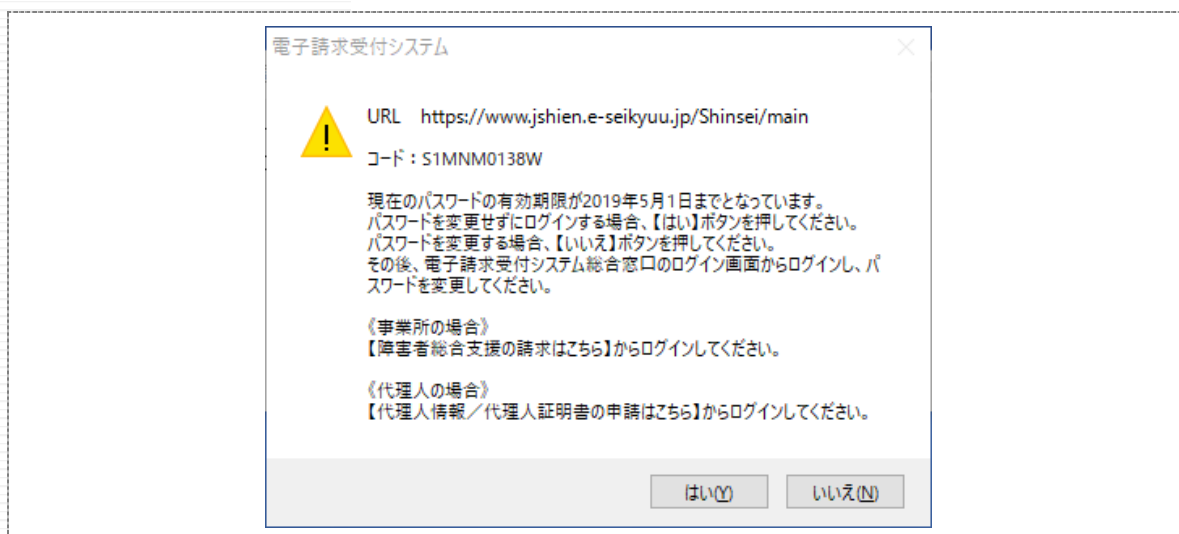 電子請求受付システム
URL　https://www.jshien.e-seikyuu.jp/Shinsei/main
コード：S1MNM0138W
現在のパスワードの有効期限が2019年5月1日までとなっています。
パスワードを変更せずにログインする場合、【はい】ボタンを押してください。
パスワードを変更する場合、【いいえ】ボタンを押してください。
その後、電子請求受付システム総合窓口のログイン画面からログインし、パ
スワードを変更してください。
《事業所の場合》
【障害者総合支援の請求はこちら】からログインしてください。
《代理人の場合》
【代理人情報／代理人証明書の申請はこちら】からログインしてください。
はい(Y)　いいえ(N)